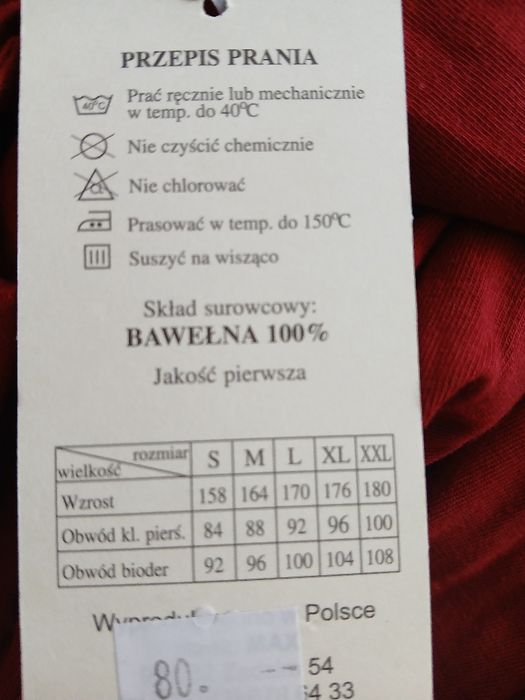 PRZEPIS PRANIA
40°C Prać ręcznie lub mechanicznie
w temp. do 40°C
Nie czyścić chemicznie
Nie chlorować
Prasować w temp. do 150°C
Suszyć na wisząco
Skład surowcowy:
BAWEŁNA 100%
Jakość pierwsza
rozmiar wielkość S M L XL XXL
Wzrost 158 164 170 176 180
Obwód kl. pierś. 84 88 92 96 100
Obwód bioder 92 96 100 104 108
Polsce
80. -- 54
64 33